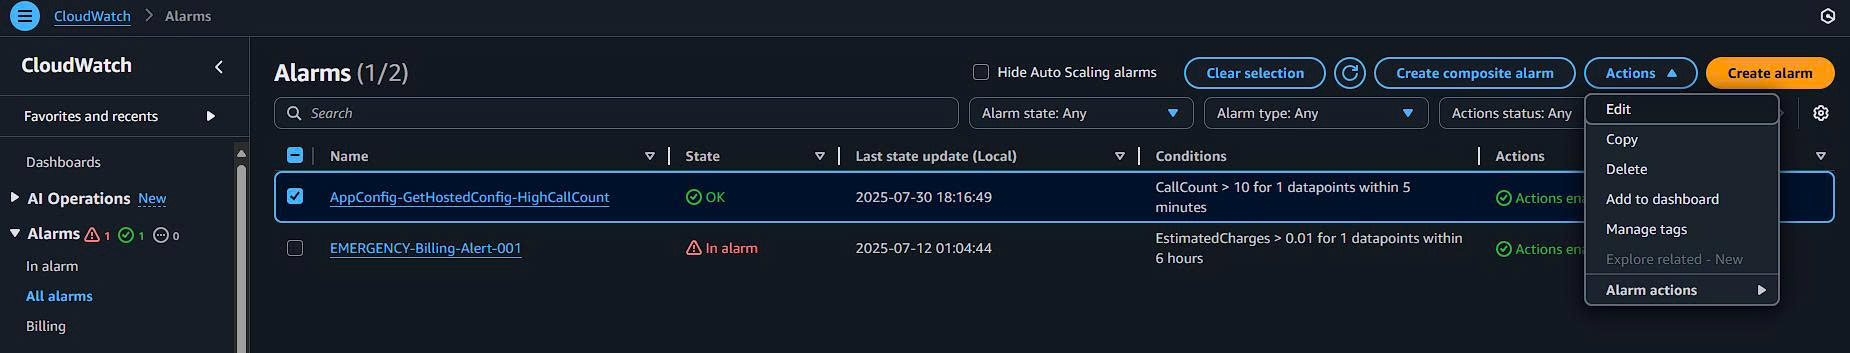 CloudWatch > Alarms
CloudWatch
Favorites and recents
Dashboards
AI Operations New
Alarms 1 1 0
In alarm
All alarms
Billing
Alarms (1/2)
Hide Auto Scaling alarms
Clear selection
Create composite alarm
Actions
Create alarm
Search
Alarm state: Any
Alarm type: Any
Actions status: Any
Name State Last state update (Local) Conditions Actions
AppConfig-GetHostedConfig-HighCallCount OK 2025-07-30 18:16:49 CallCount > 10 for 1 datapoints within 5
minutes
Actions ena
EMERGENCY-Billing-Alert-001 In alarm 2025-07-12 01:04:44 EstimatedCharges > 0.01 for 1 datapoints within
6 hours
Actions ena
Edit
Copy
Delete
Add to dashboard
Manage tags
Explore related - New
Alarm actions